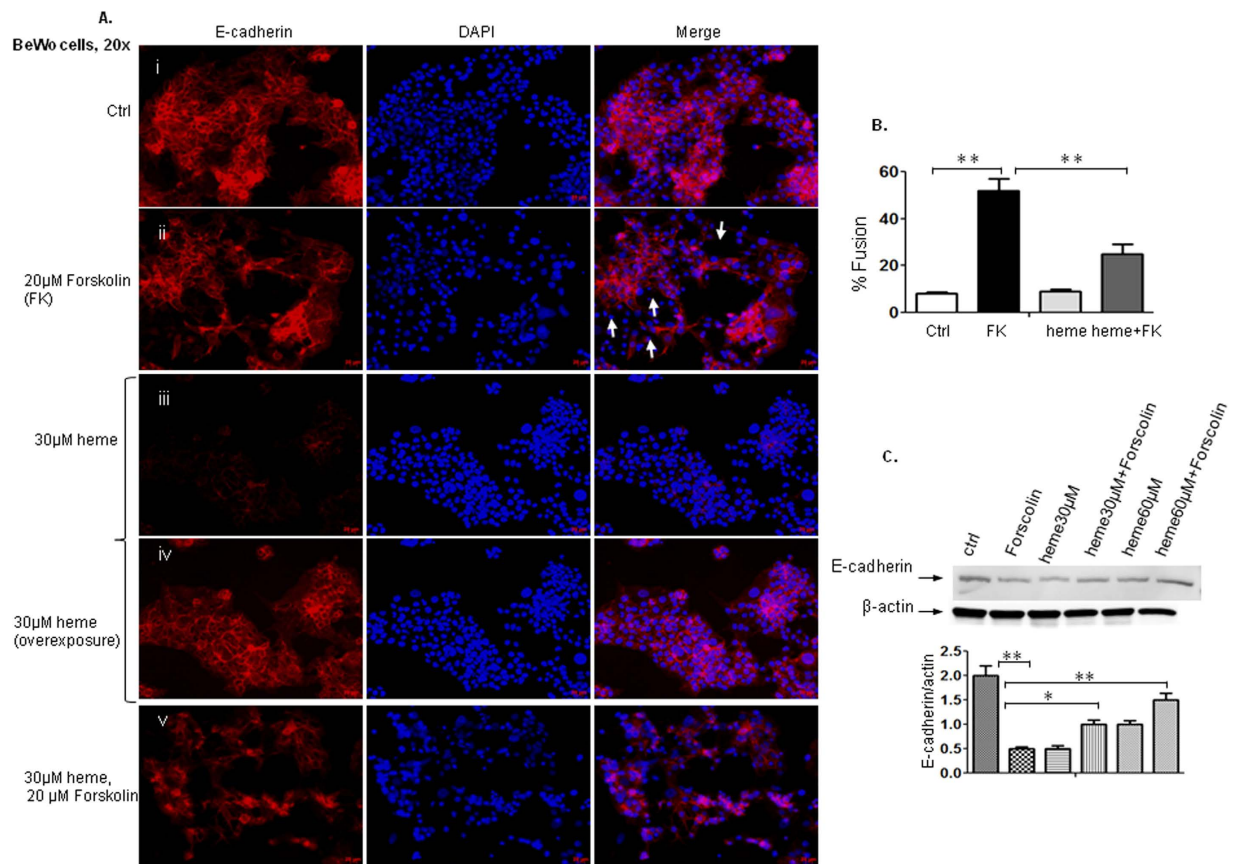 A.
E-cadherin DAPI Merge
BeWo cells, 20x
i
Ctrl
ii
20µM Forskolin
(FK)
iii
30µM heme
iv
30µM heme
(overexposure)
v
30µM heme,
20 µM Forskolin
B.
** **
60
40
20
0
% Fusion
Ctrl FK heme heme+FK
C.
ctrl
Forscolin
heme30µM
heme30µM+Forscolin
heme60µM
heme60µM+Forscolin
E-cadherin
β-actin
2.5
2.0
1.5
1.0
0.5
0.0
E-cadherin/actin
**
**
*